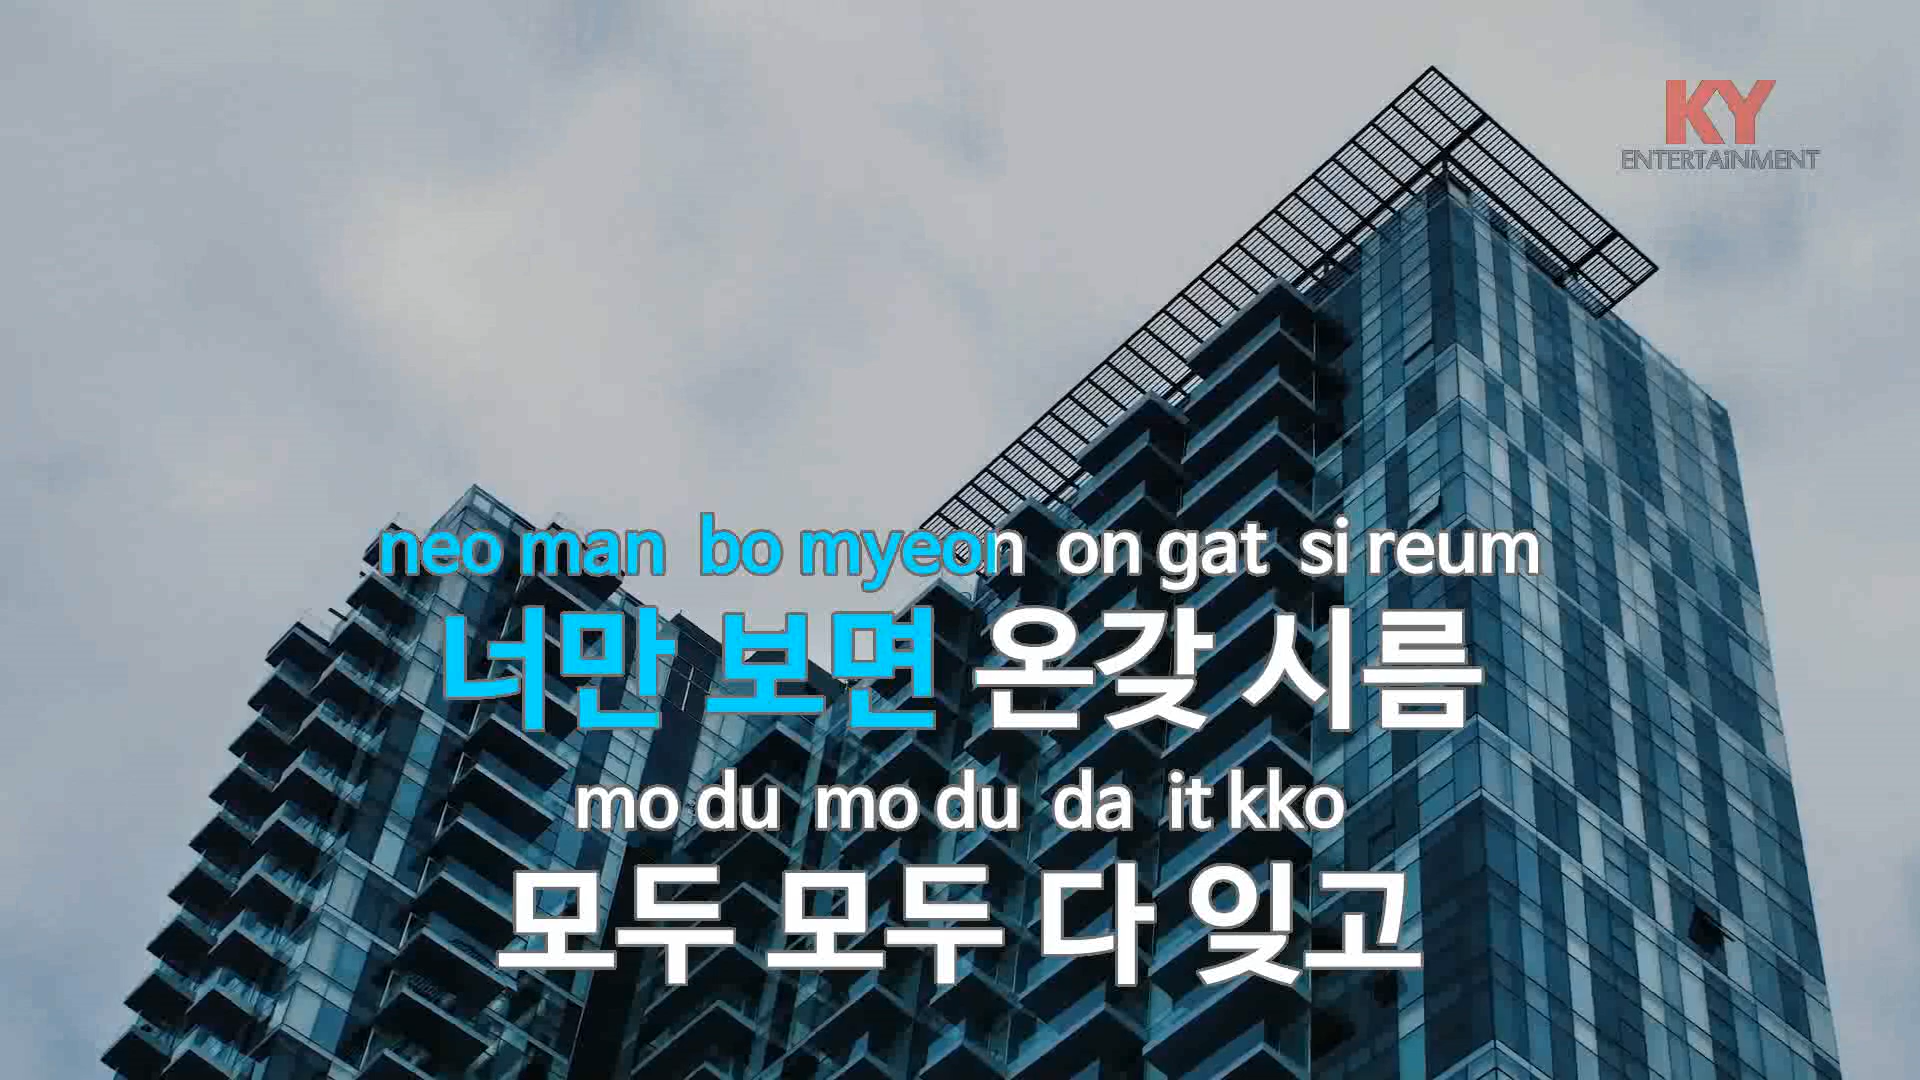 KY
ENTERTAiNMENT
neo man bo myeon on gat si reum
너만 보면 온갖 시름
mo du mo du da it kko
모두 모두 다 잊고